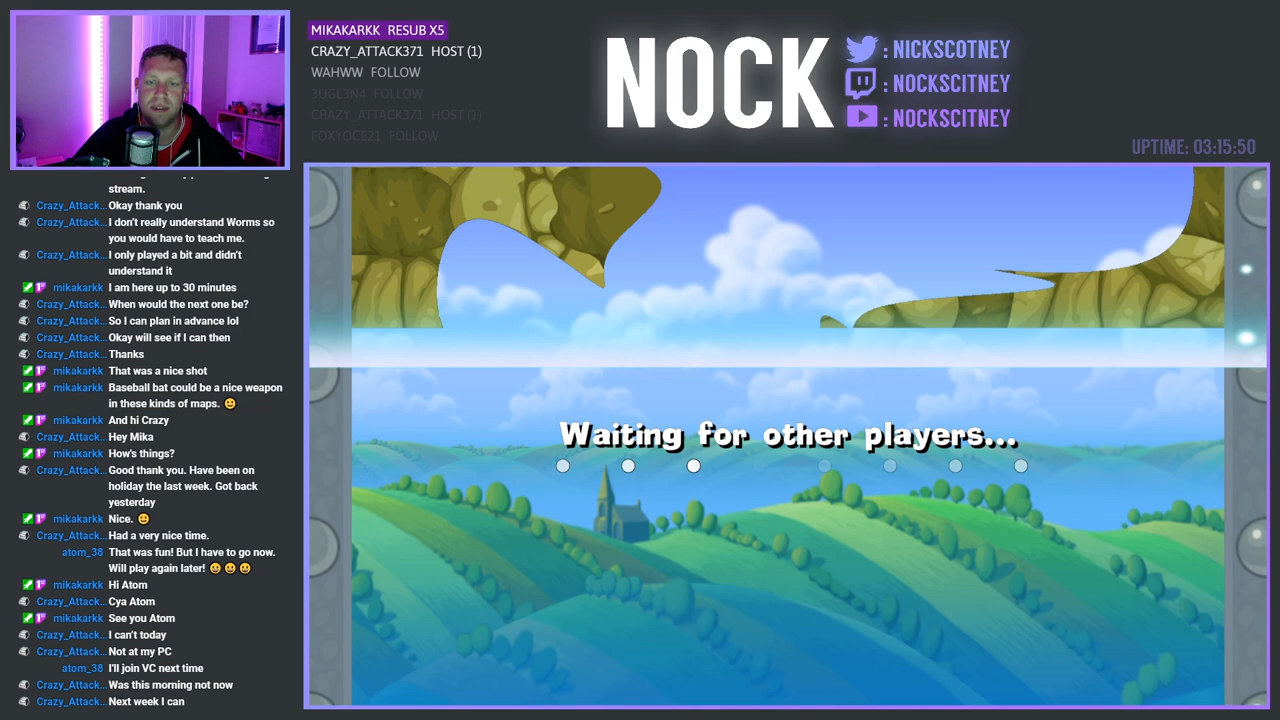 MIKAKARKK RESUB X5
CRAZY_ATTACK371 HOST (1)
WAHWW FOLLOW
3UGL3N4 FOLLOW
CRAZY_ATTACK371 HOST (1)
FOXYOCE21 FOLLOW
NOCK
: NICKSCOTNEY
: NOCKSCITNEY
: NOCKSCITNEY
UPTIME: 03:15:50
stream.
Crazy_Attack... Okay thank you
Crazy_Attack... I don't really understand Worms so
you would have to teach me.
Crazy_Attack... I only played a bit and didn't
understand it
mikakarkk I am here up to 30 minutes
Crazy_Attack... When would the next one be?
Crazy_Attack... So I can plan in advance lol
Crazy_Attack... Okay will see if I can then
Crazy_Attack... Thanks
mikakarkk That was a nice shot
mikakarkk Baseball bat could be a nice weapon
in these kinds of maps.
mikakarkk And hi Crazy
Crazy_Attack... Hey Mika
mikakarkk How's things?
Crazy_Attack... Good thank you. Have been on
holiday the last week. Got back
yesterday
mikakarkk Nice.
Crazy_Attack... Had a very nice time.
atom_38 That was fun! But I have to go now.
Will play again later!
mikakarkk Hi Atom
Crazy_Attack... Cya Atom
mikakarkk See you Atom
Crazy_Attack... I can't today
Crazy_Attack... Not at my PC
atom_38 I'll join VC next time
Crazy_Attack... Was this morning not now
Crazy_Attack... Next week I can
Waiting for other players...